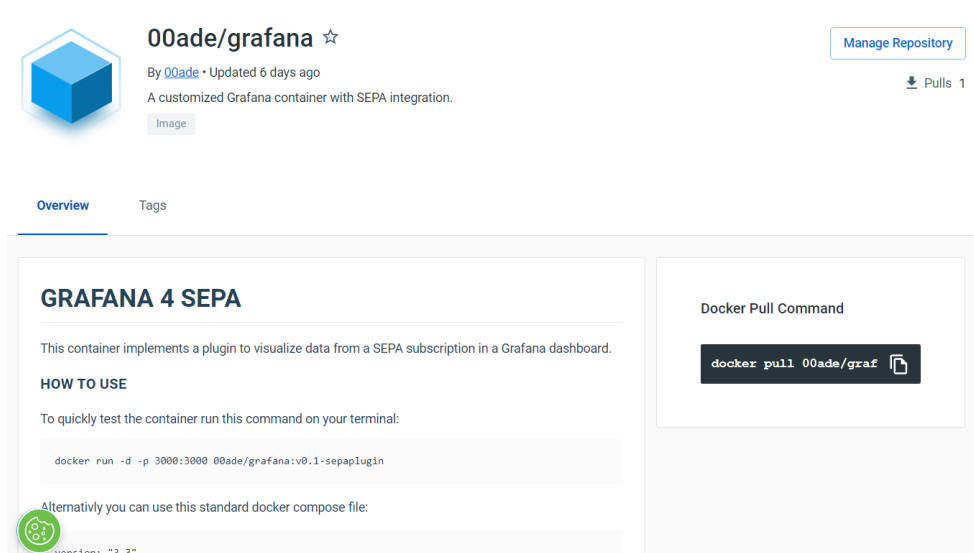 00ade/grafana
Manage Repository
By 00ade • Updated 6 days ago
Pulls 1
A customized Grafana container with SEPA integration.
Image
Overview
Tags
GRAFANA 4 SEPA
Docker Pull Command
This container implements a plugin to visualize data from a SEPA subscription in a Grafana dashboard.
docker pull 00ade/graf
HOW TO USE
To quickly test the container run this command on your terminal:
docker run -d -p 3000:3000 00ade/grafana:v0.1-sepaplugin
Alternativly you can use this standard docker compose file:
version: "3.3"